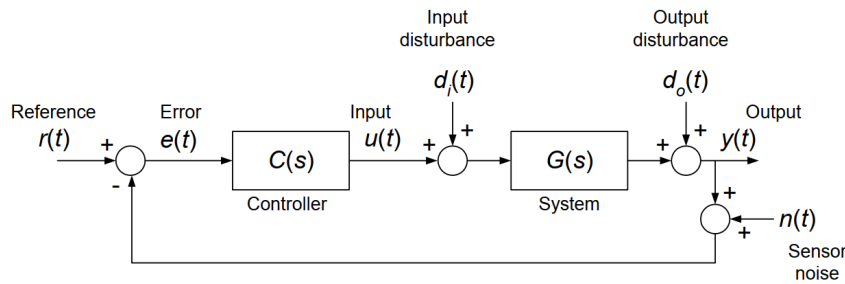 Input
disturbance
d_i(t)
Output
disturbance
d_o(t)
Reference
r(t)
+
-
Error
e(t)
C(s)
Controller
Input
u(t)
+
+
G(s)
System
+
+
Output
y(t)
+
+
n(t)
Sensor
noise